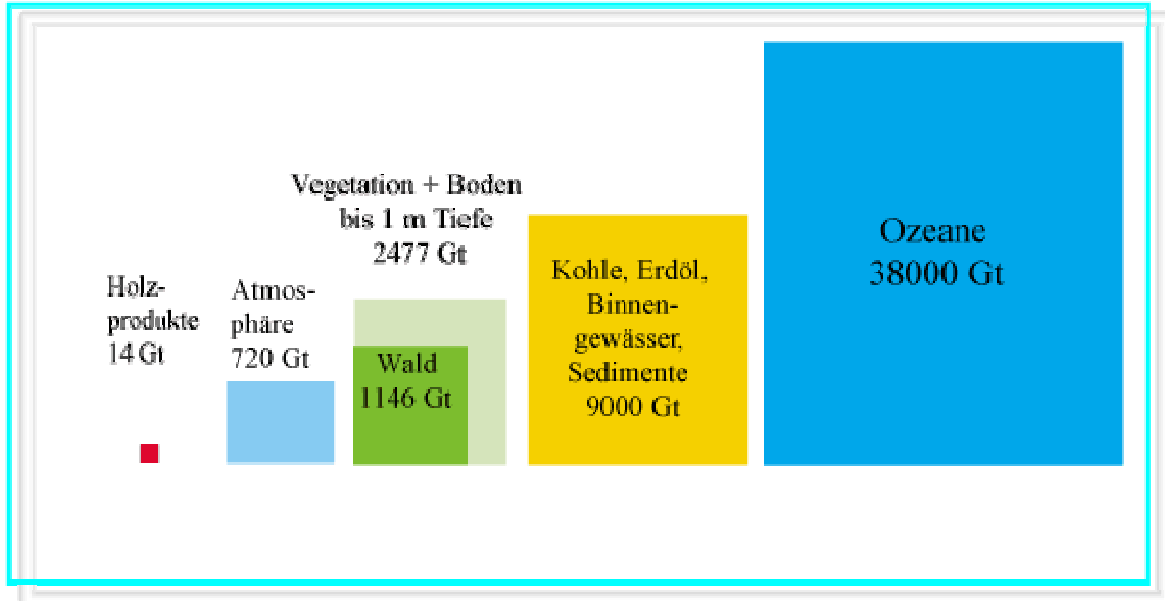 Holz-
produkte
14 Gt
Atmos-
phäre
720 Gt
Vegetation + Boden
bis 1 m Tiefe
2477 Gt
Wald
1146 Gt
Kohle, Erdöl,
Binnen-
gewässer,
Sedimente
9000 Gt
Ozeane
38000 Gt